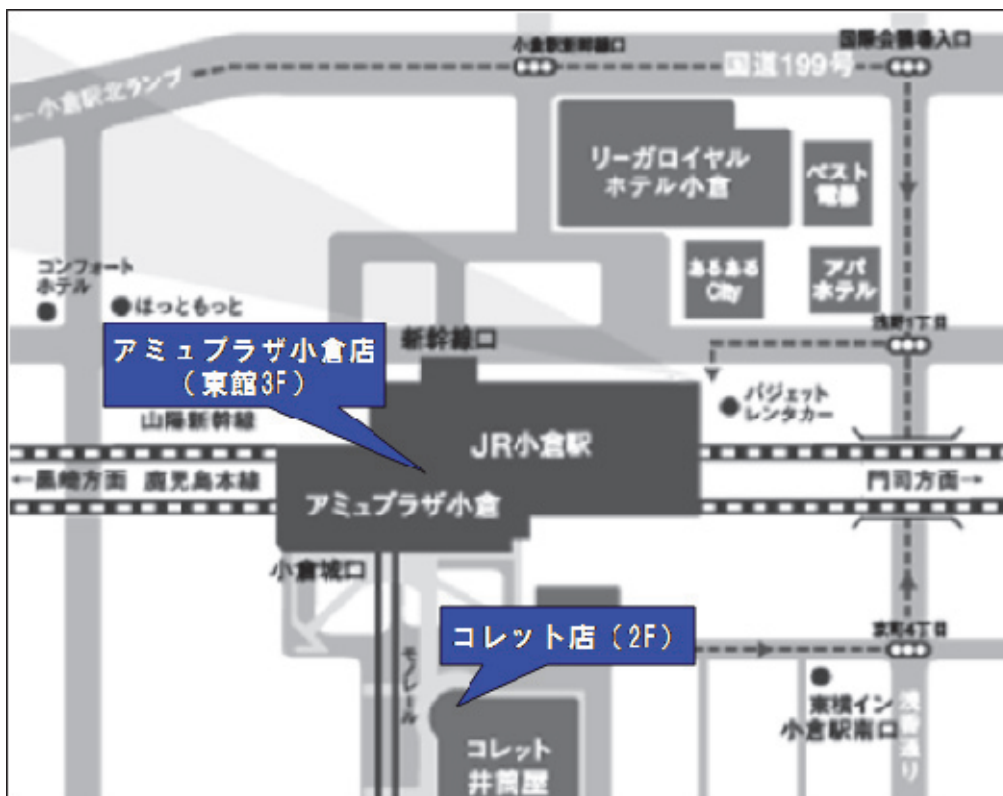 小倉駅新幹線口
国際会議場入口
国道199号
←小倉駅北ランプ
リーガロイヤル
ホテル小倉
ベスト
電器
あるある
City
アパ
ホテル
コンフォート
ホテル
ほっともっと
浅野1丁目
新幹線口
アミュプラザ小倉店
（東館3F）
バジェット
レンタカー
山陽新幹線
JR小倉駅
←黒崎方面 鹿児島本線
門司方面→
アミュプラザ小倉
小倉城口
コレット店（2F）
京町4丁目
モノレール
東横イン
小倉駅南口
浅香通り
コレット
井筒屋